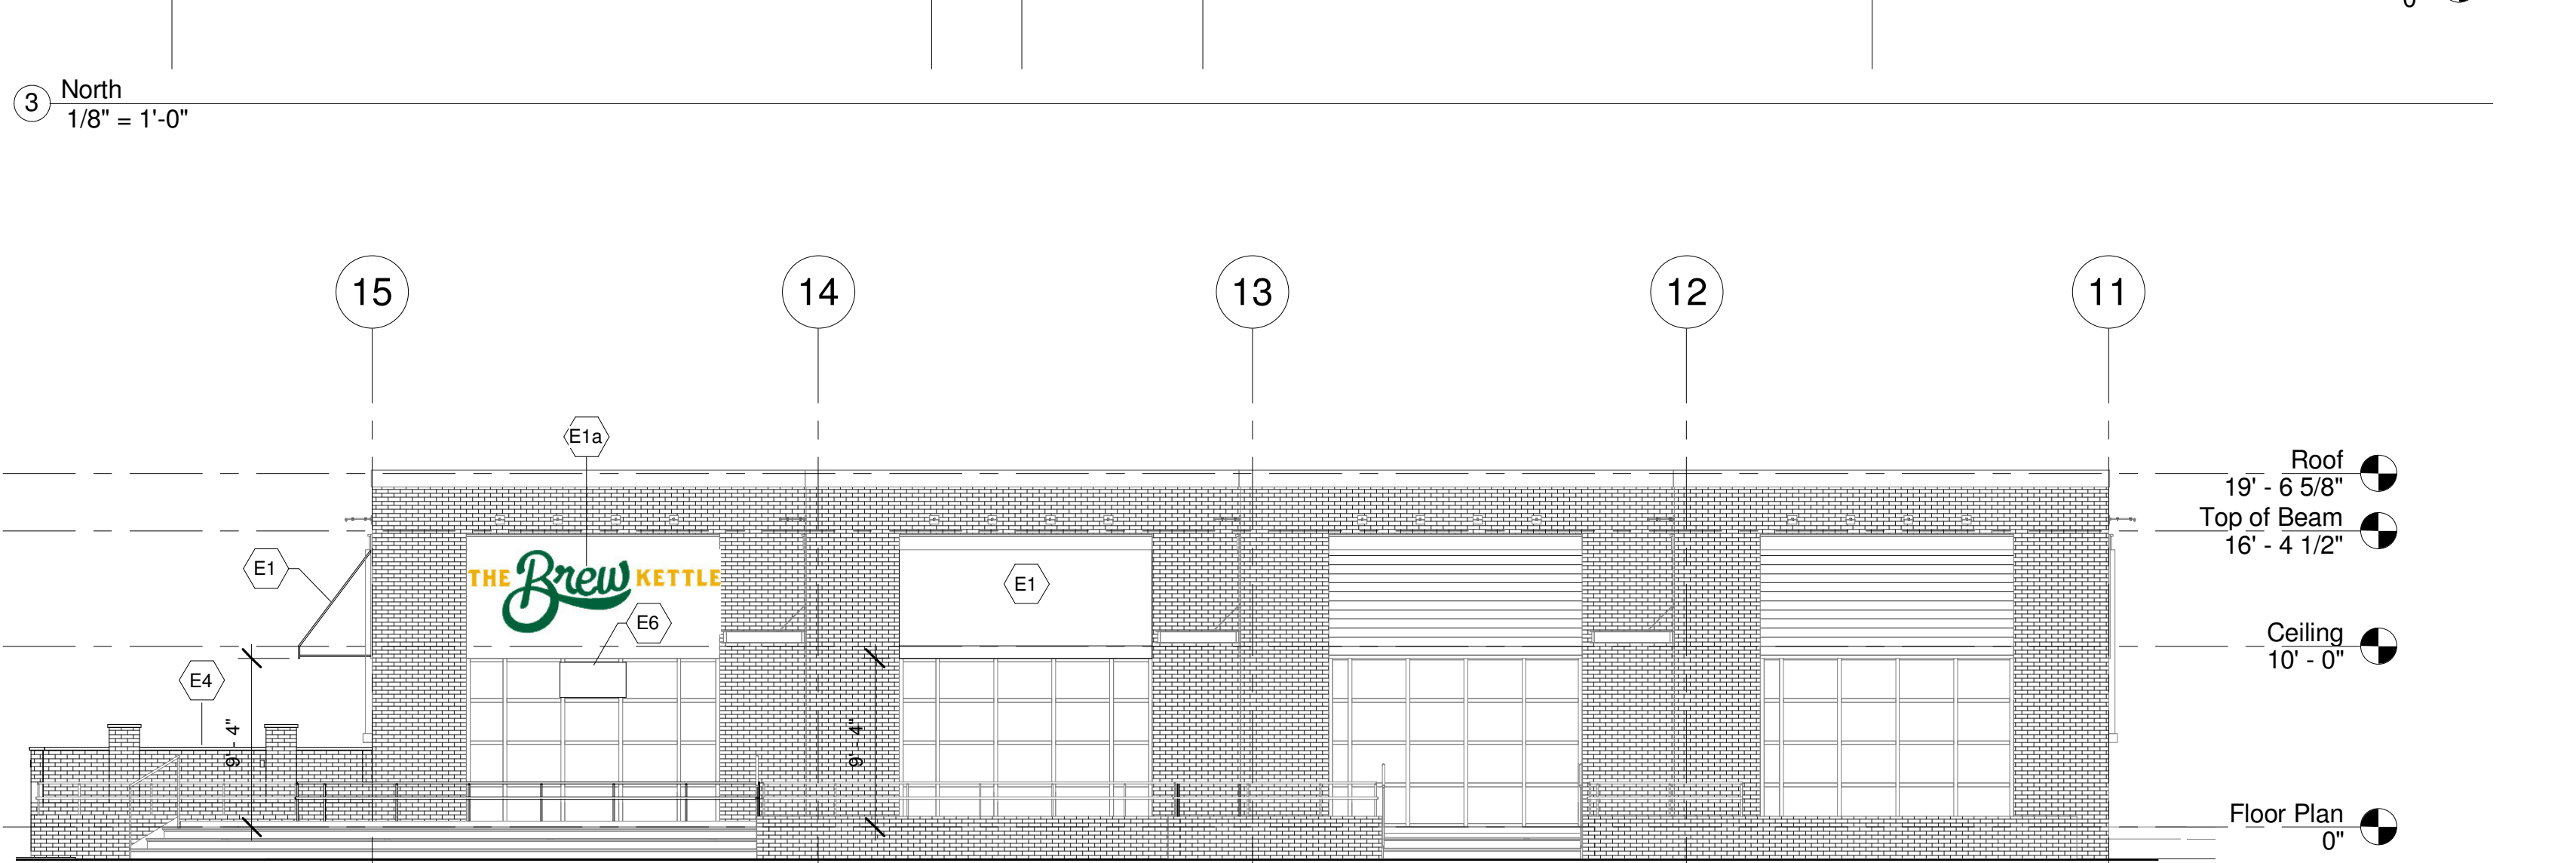 0"
3 North
1/8" = 1'-0"
15 14 13 12 11
E1a
Roof
19' - 6 5/8"
Top of Beam
16' - 4 1/2"
E1
THE Brew KETTLE
E1
E6
Ceiling
10' - 0"
E4
9' - 4"
9' - 4"
Floor Plan
0"